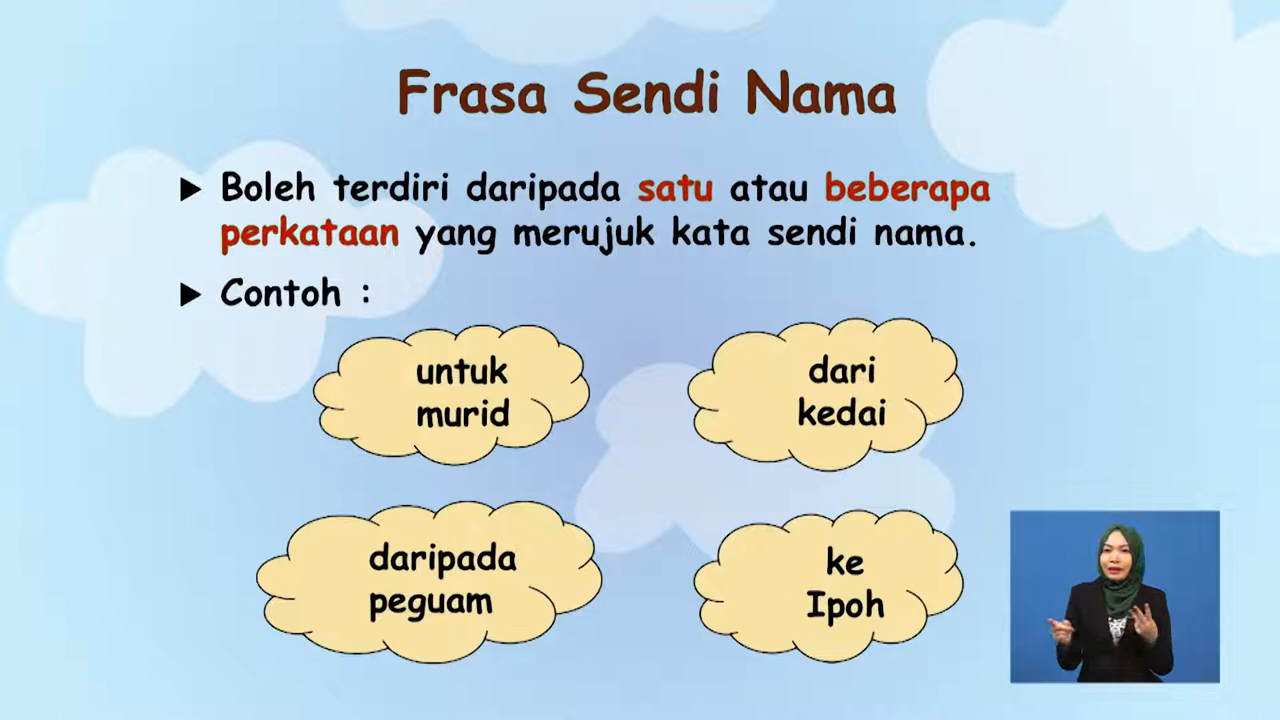 Frasa Sendi Nama
Boleh terdiri daripada satu atau beberapa
perkataan yang merujuk kata sendi nama.
Contoh :
untuk
murid
dari
kedai
daripada
peguam
ke
Ipoh